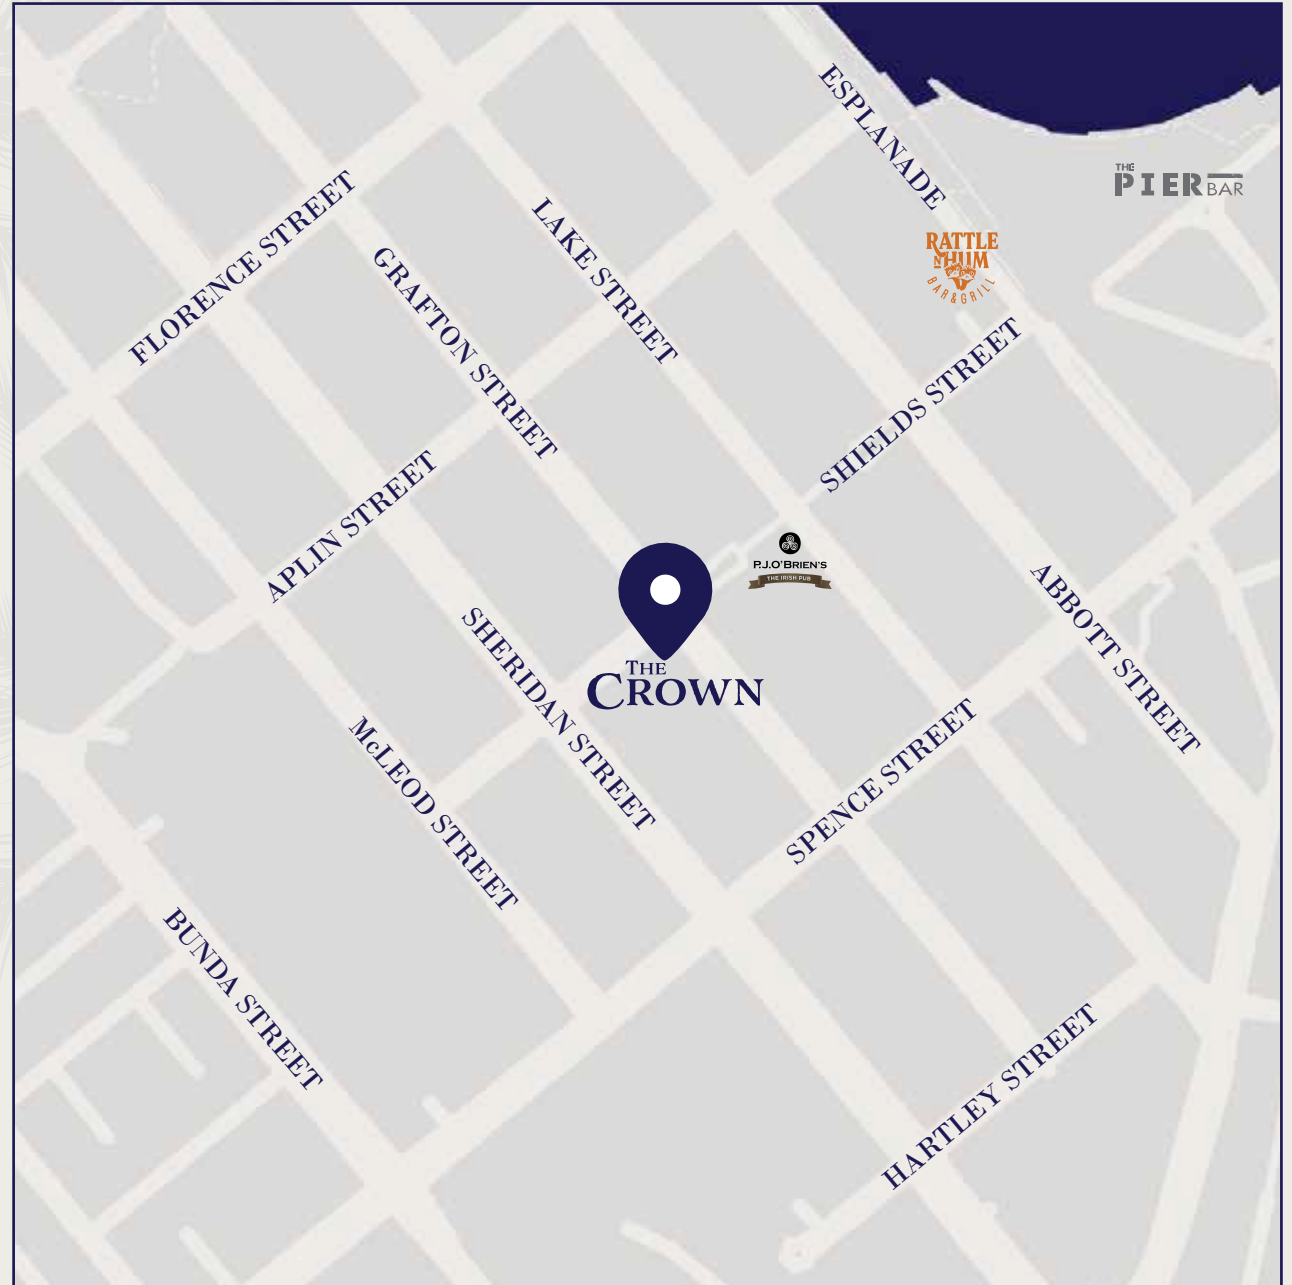 ESPLANADE
THE
PIER BAR
FLORENCE STREET
LAKE STREET
GRAFTON STREET
RATTLE
N HUM
BAR & GRILL
SHIELDS STREET
APLIN STREET
P.J.O'BRIEN'S
THE IRISH PUB
ABBOTT STREET
SHERIDAN STREET
THE
CROWN
McLEOD STREET
SPENCE STREET
BUNDA STREET
HARTLEY STREET